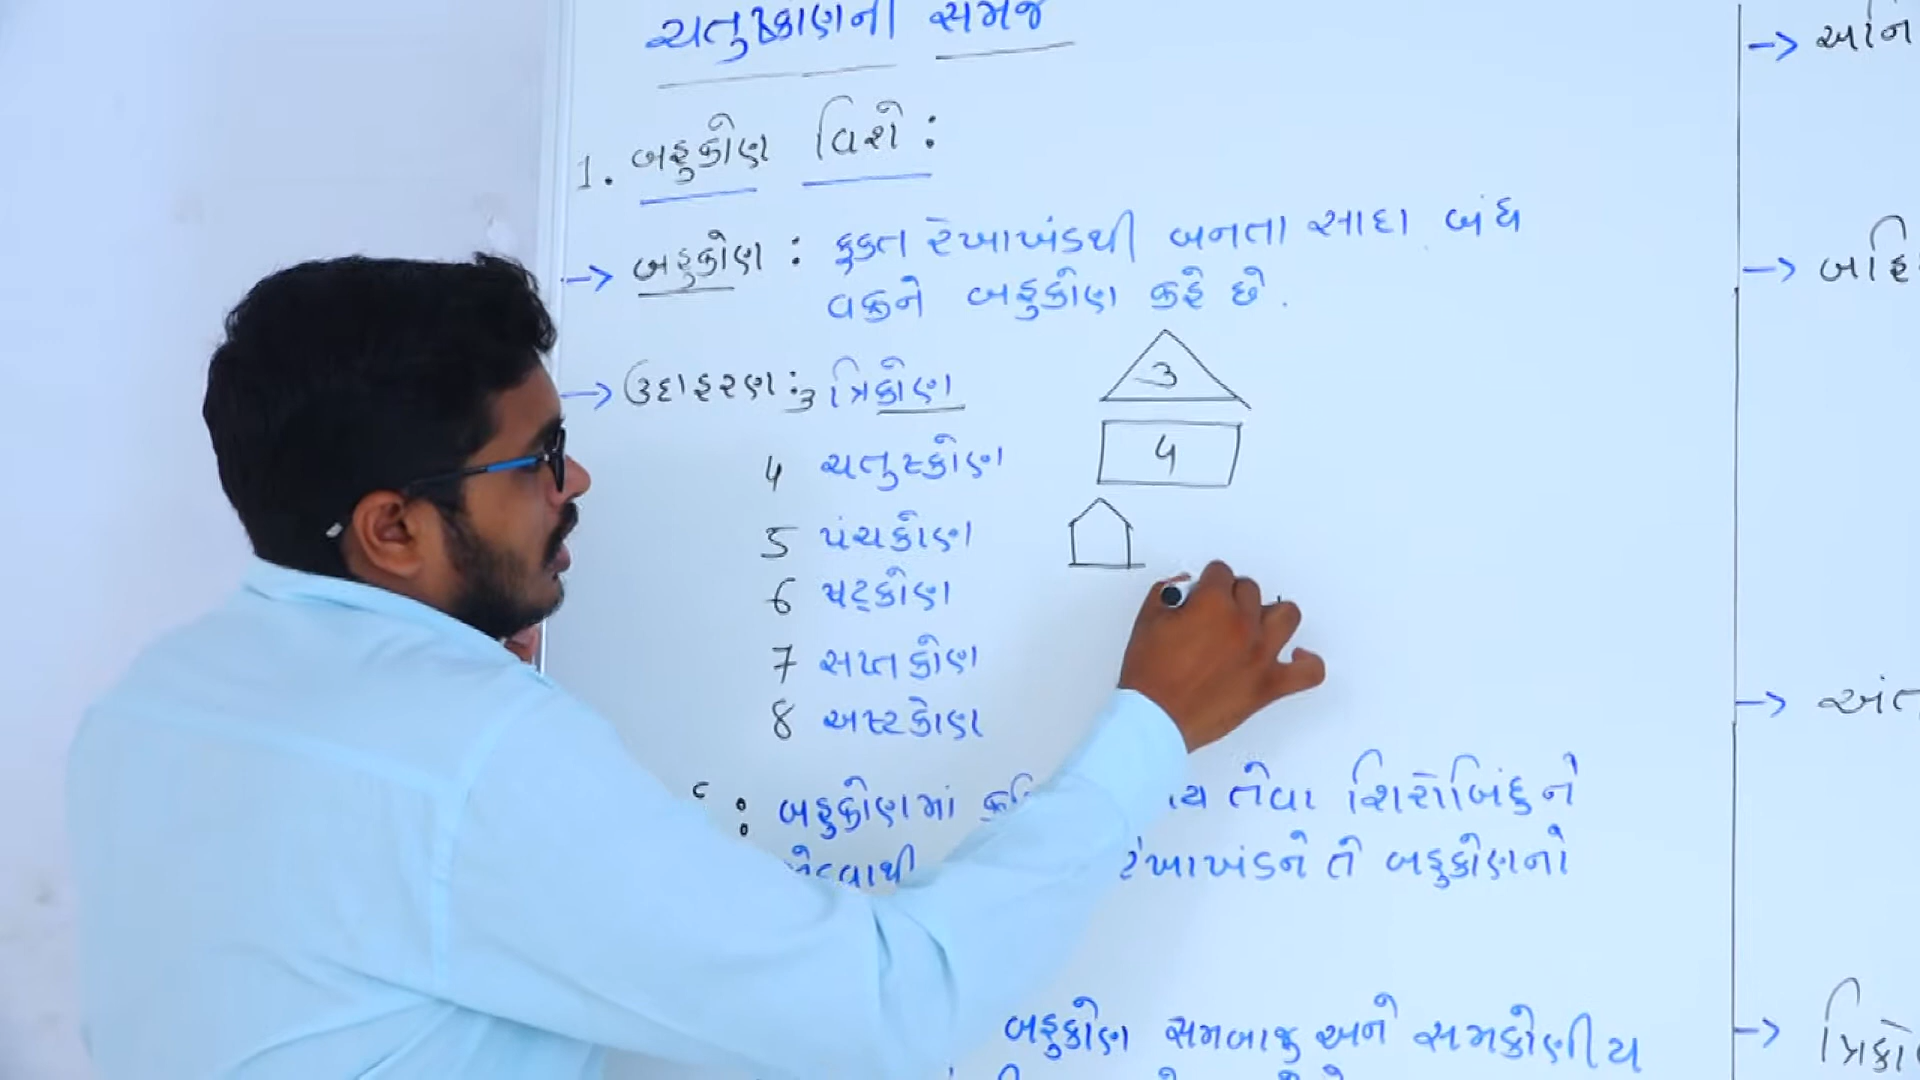 ચતુષ્કોણની સમજ
1. બહુકોણ વિશે :
→ બહુકોણ : ફક્ત રેખાખંડથી બનતા સાદા બંધ
વક્રને બહુકોણ કહે છે.
→ ઉદાહરણ : 3 ત્રિકોણ
3
4 ચતુષ્કોણ
4
5 પંચકોણ
6 ષટ્કોણ
7 સપ્તકોણ
8 અષ્ટકોણ
: બહુકોણમાં તેવા શિરોબિંદુને
રેખાખંડને તે બહુકોણનો
બહુકોણ સમબાજુ અને સમકોણીય
→
→
→
→